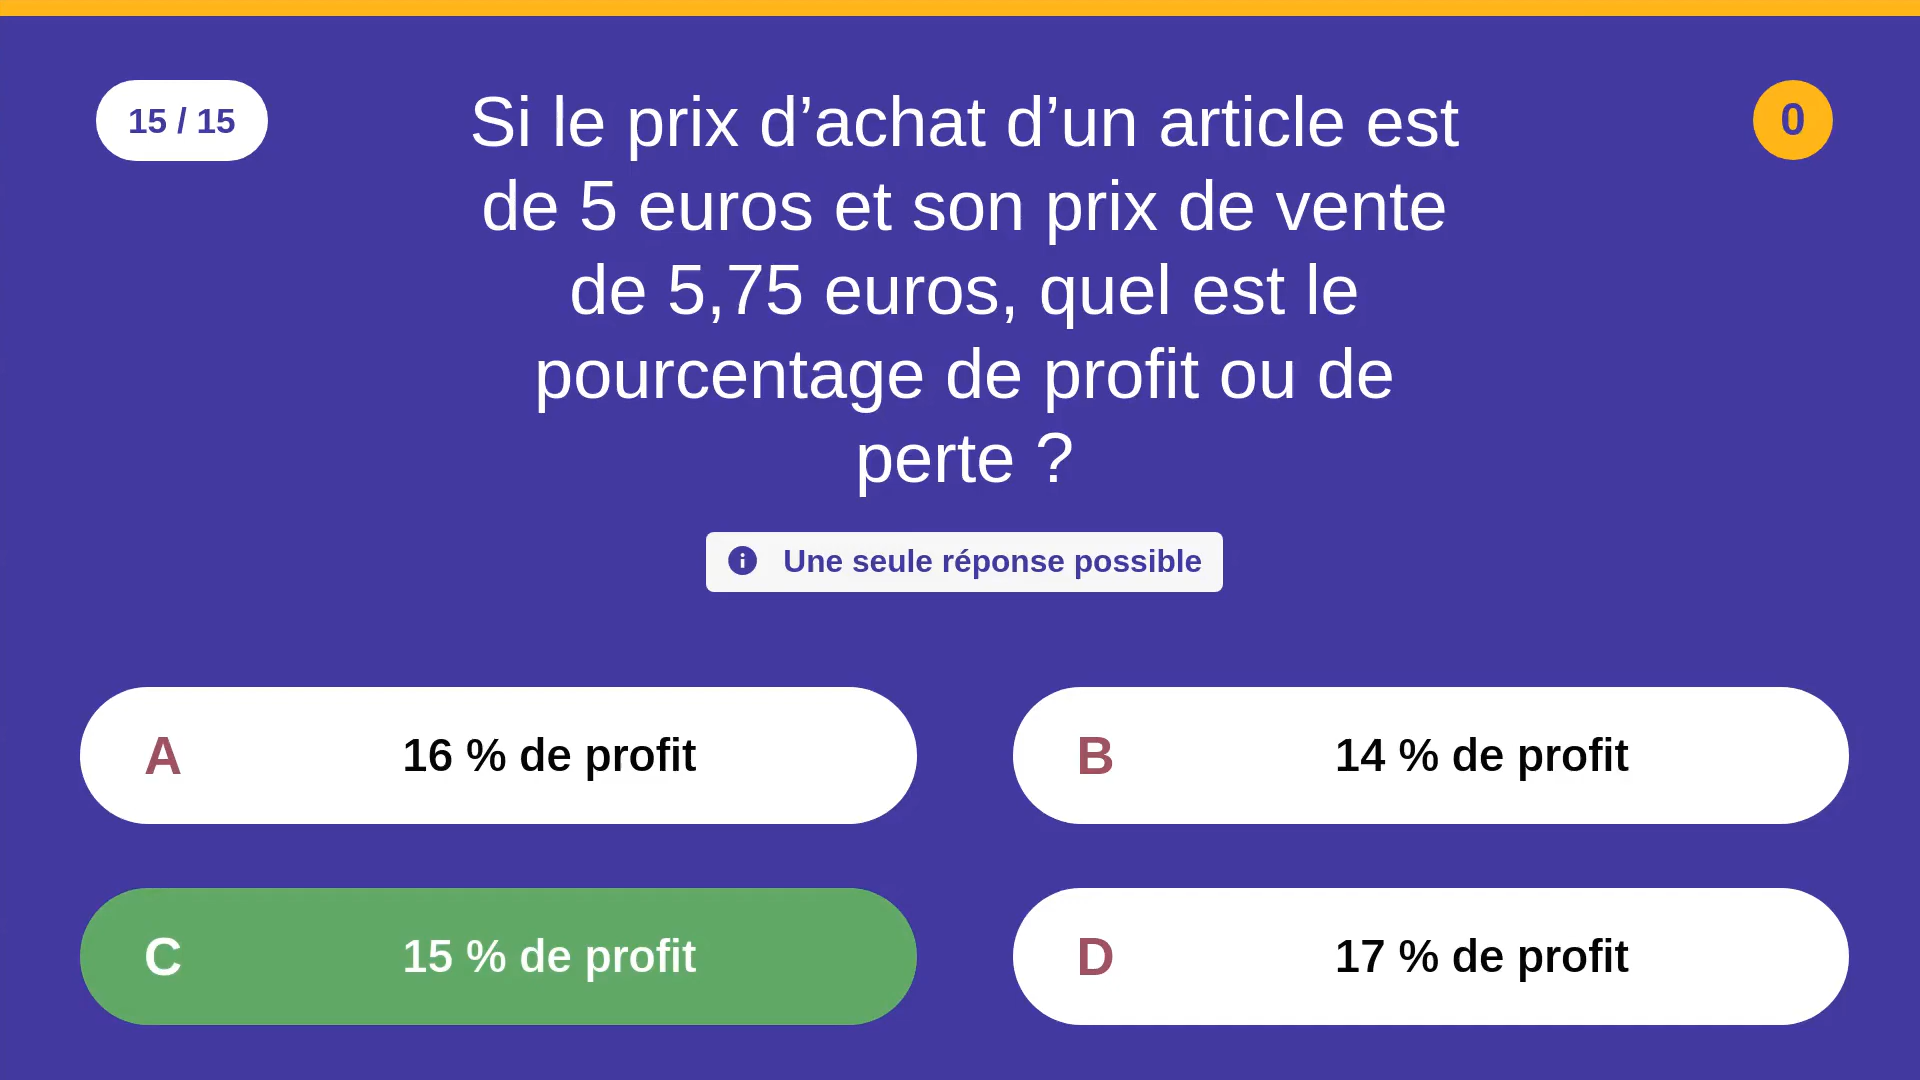 15 / 15
Si le prix d’achat d’un article est
de 5 euros et son prix de vente
de 5,75 euros, quel est le
pourcentage de profit ou de
perte ?
0
Une seule réponse possible
A 16 % de profit
B 14 % de profit
C 15 % de profit
D 17 % de profit